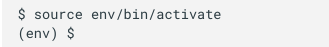 $ source env/bin/activate
(env) $